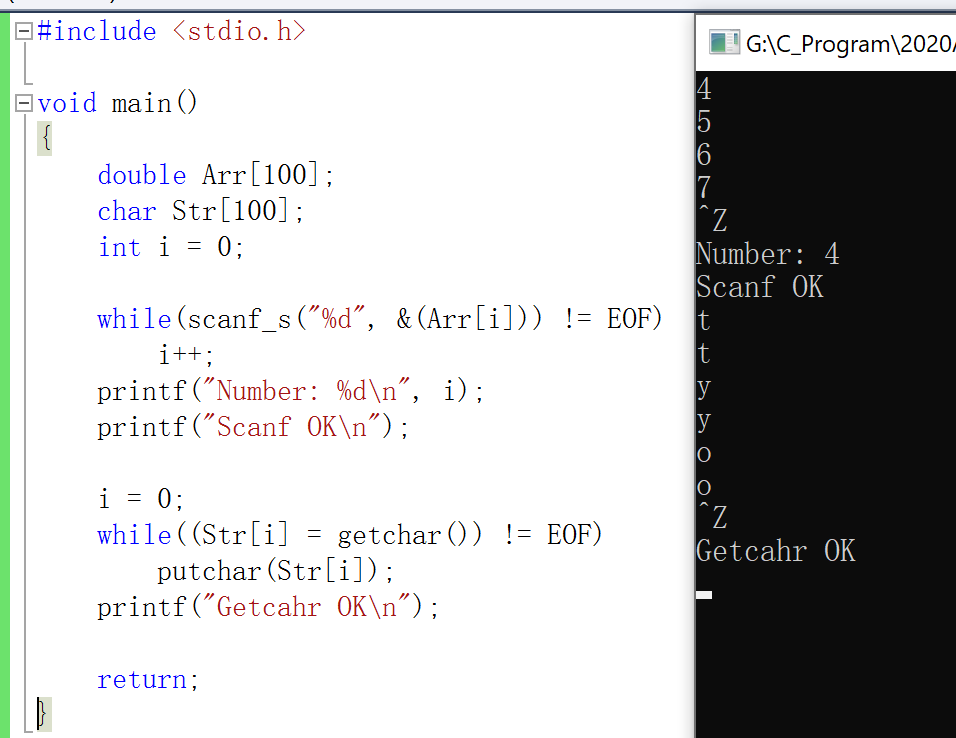 #include <stdio.h>
void main()
{
double Arr[100];
char Str[100];
int i = 0;
while(scanf_s("%d", &(Arr[i])) != EOF)
i++;
printf("Number: %d\n", i);
printf("Scanf OK\n");
i = 0;
while((Str[i] = getchar()) != EOF)
putchar(Str[i]);
printf("Getcahr OK\n");
return;
}
G:\C_Program\2020
4
5
6
7
^Z
Number: 4
Scanf OK
t
t
y
y
o
o
^Z
Getcahr OK